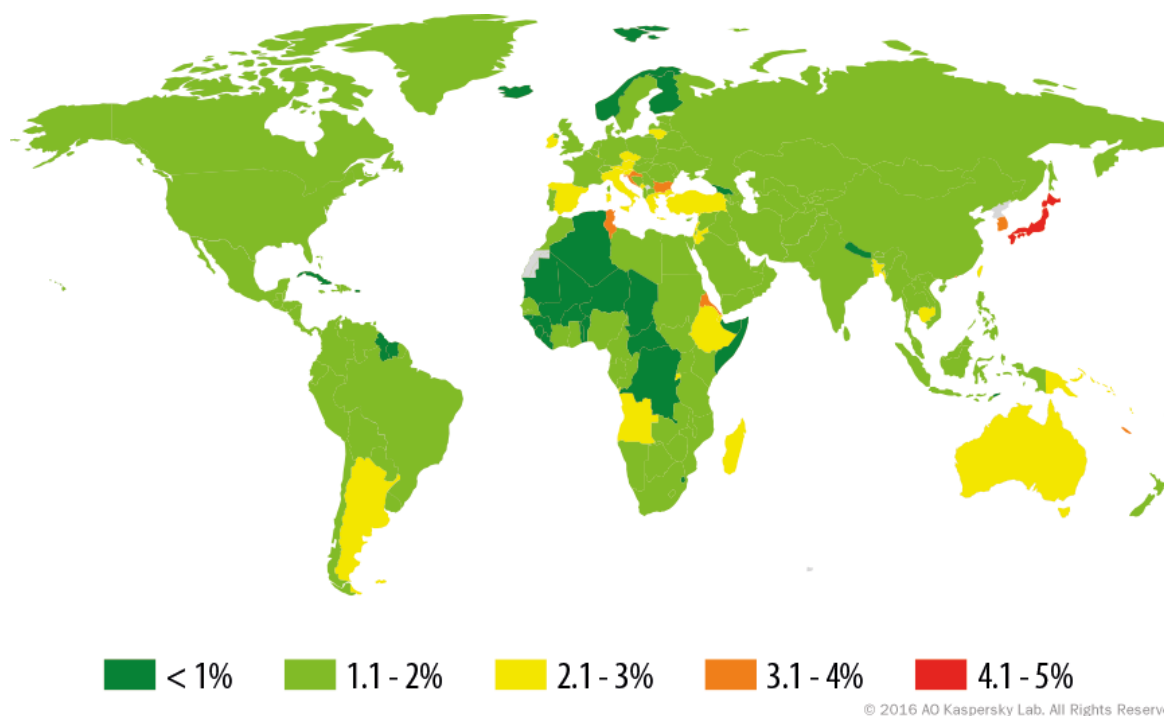 < 1% 1.1 - 2% 2.1 - 3% 3.1 - 4% 4.1 - 5%
© 2016 AO Kaspersky Lab. All Rights Reserve